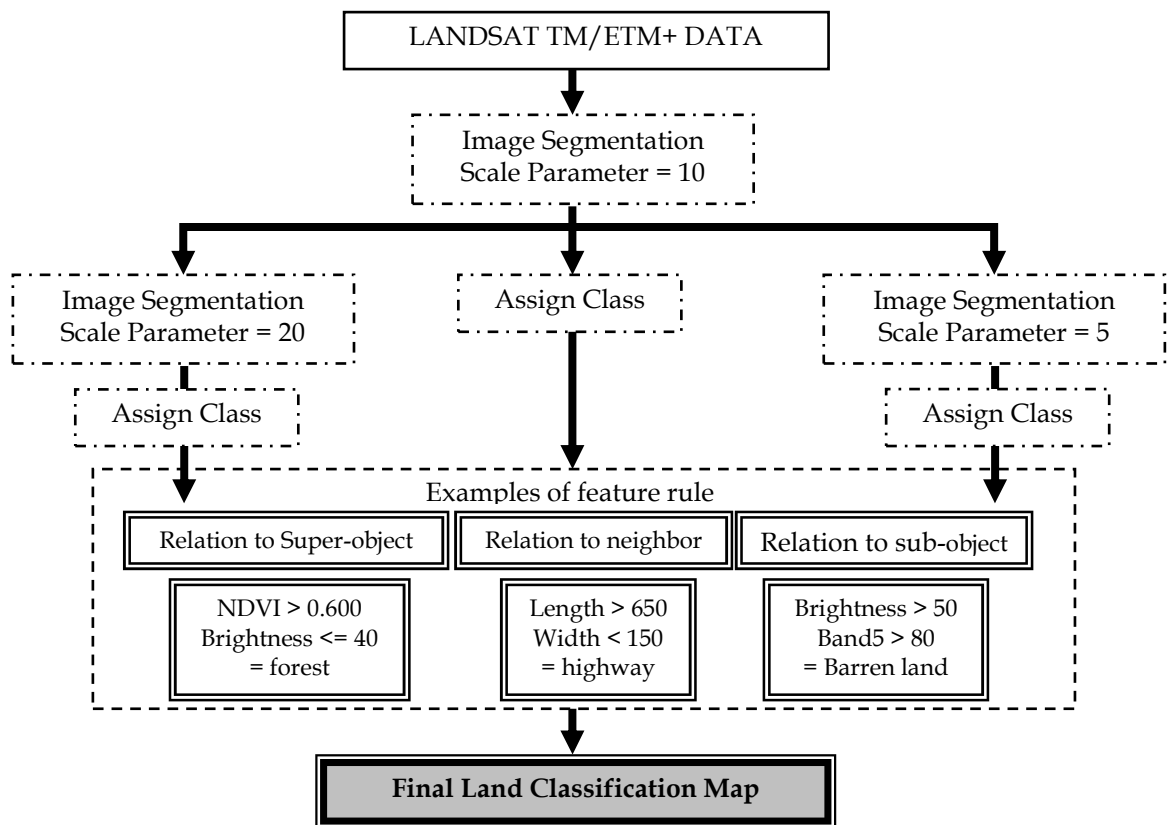 LANDSAT TM/ETM+ DATA
Image Segmentation
Scale Parameter = 10
Image Segmentation
Scale Parameter = 20
Assign Class
Image Segmentation
Scale Parameter = 5
Assign Class
Assign Class
Examples of feature rule
Relation to Super-object
Relation to neighbor
Relation to sub-object
NDVI > 0.600
Brightness <= 40
= forest
Length > 650
Width < 150
= highway
Brightness > 50
Band5 > 80
= Barren land
Final Land Classification Map